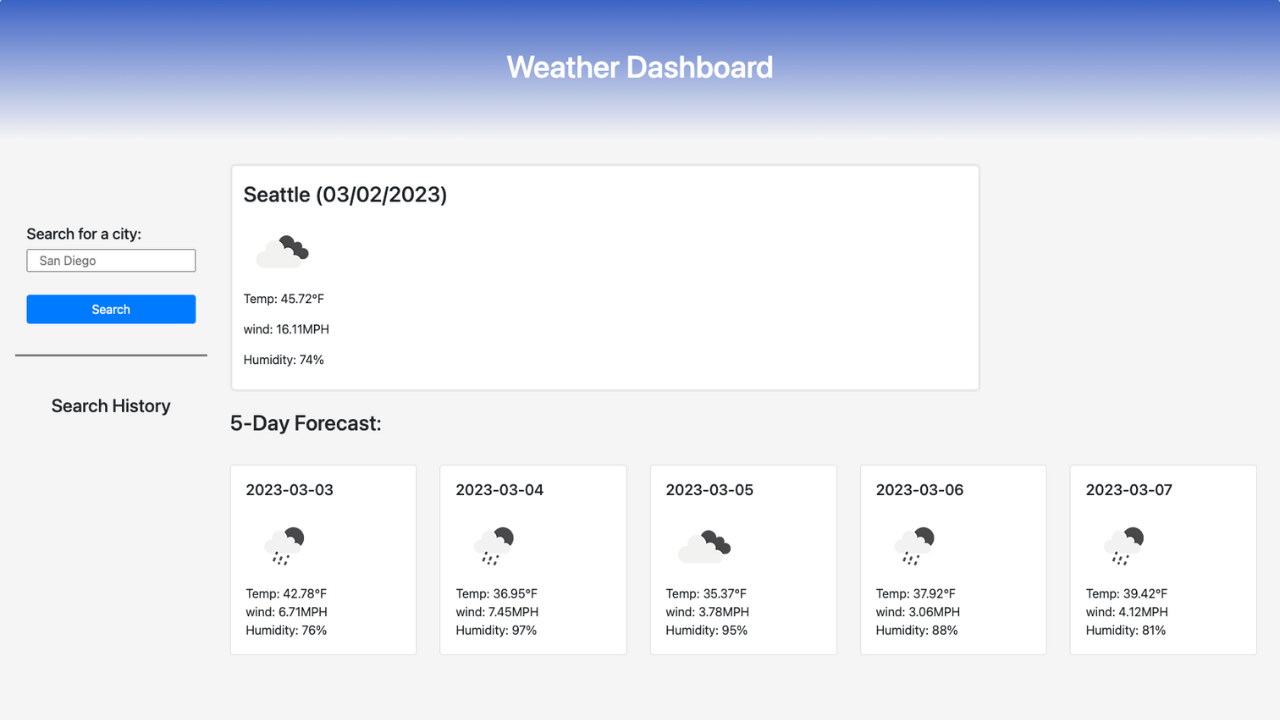 Weather Dashboard
Search for a city:
San Diego
Search
Search History
Seattle (03/02/2023)
Temp: 45.72°F
wind: 16.11MPH
Humidity: 74%
5-Day Forecast:
2023-03-03
Temp: 42.78°F
wind: 6.71MPH
Humidity: 76%
2023-03-04
Temp: 36.95°F
wind: 7.45MPH
Humidity: 97%
2023-03-05
Temp: 35.37°F
wind: 3.78MPH
Humidity: 95%
2023-03-06
Temp: 37.92°F
wind: 3.06MPH
Humidity: 88%
2023-03-07
Temp: 39.42°F
wind: 4.12MPH
Humidity: 81%